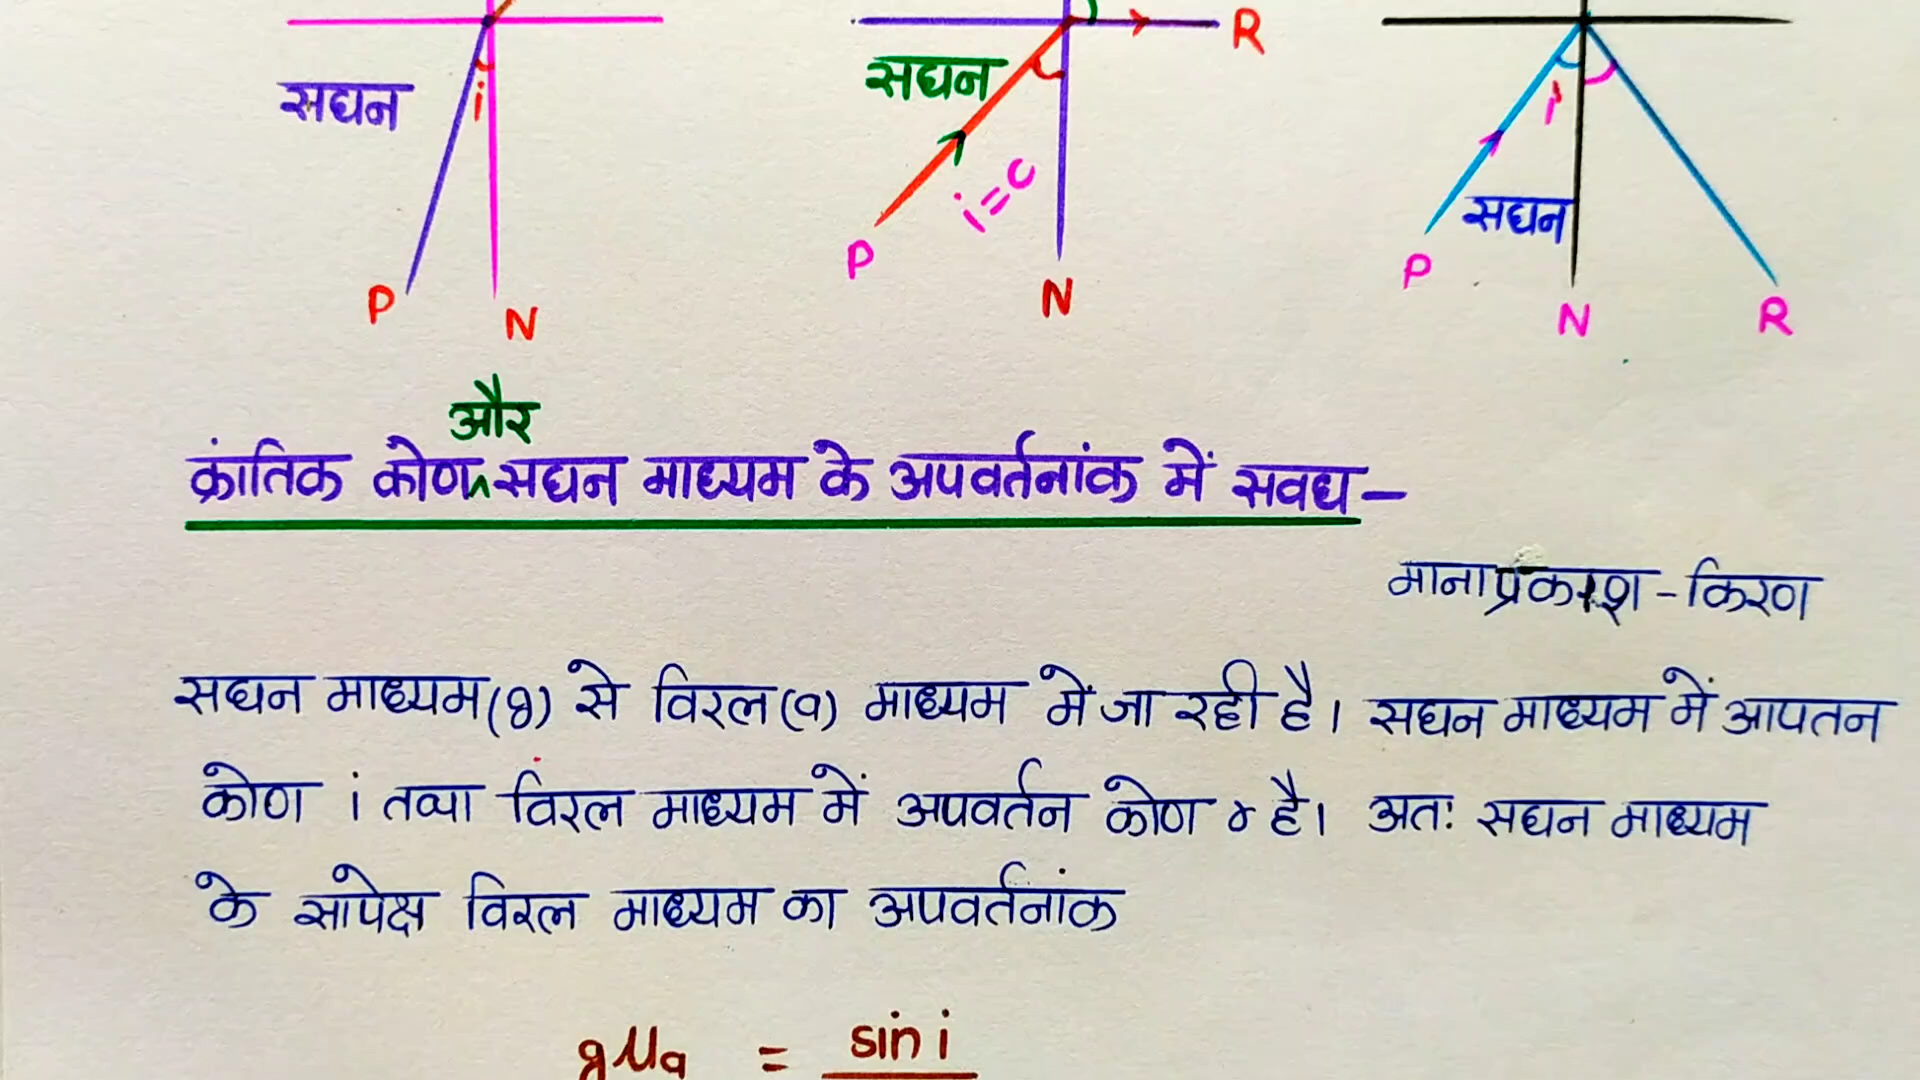 सघन i P N
सघन i=c P N R
i सघन P N R
और
क्रांतिक कोण ^ सघन माध्यम के अपवर्तनांक में सवध –
माना प्रकाश - किरण
सघन माध्यम (g) से विरल (a) माध्यम में जा रही है। सघन माध्यम में आपतन
कोण i तथा विरल माध्यम में अपवर्तन कोण r है। अतः सघन माध्यम
के सापेक्ष विरल माध्यम का अपवर्तनांक
gμa = sin i